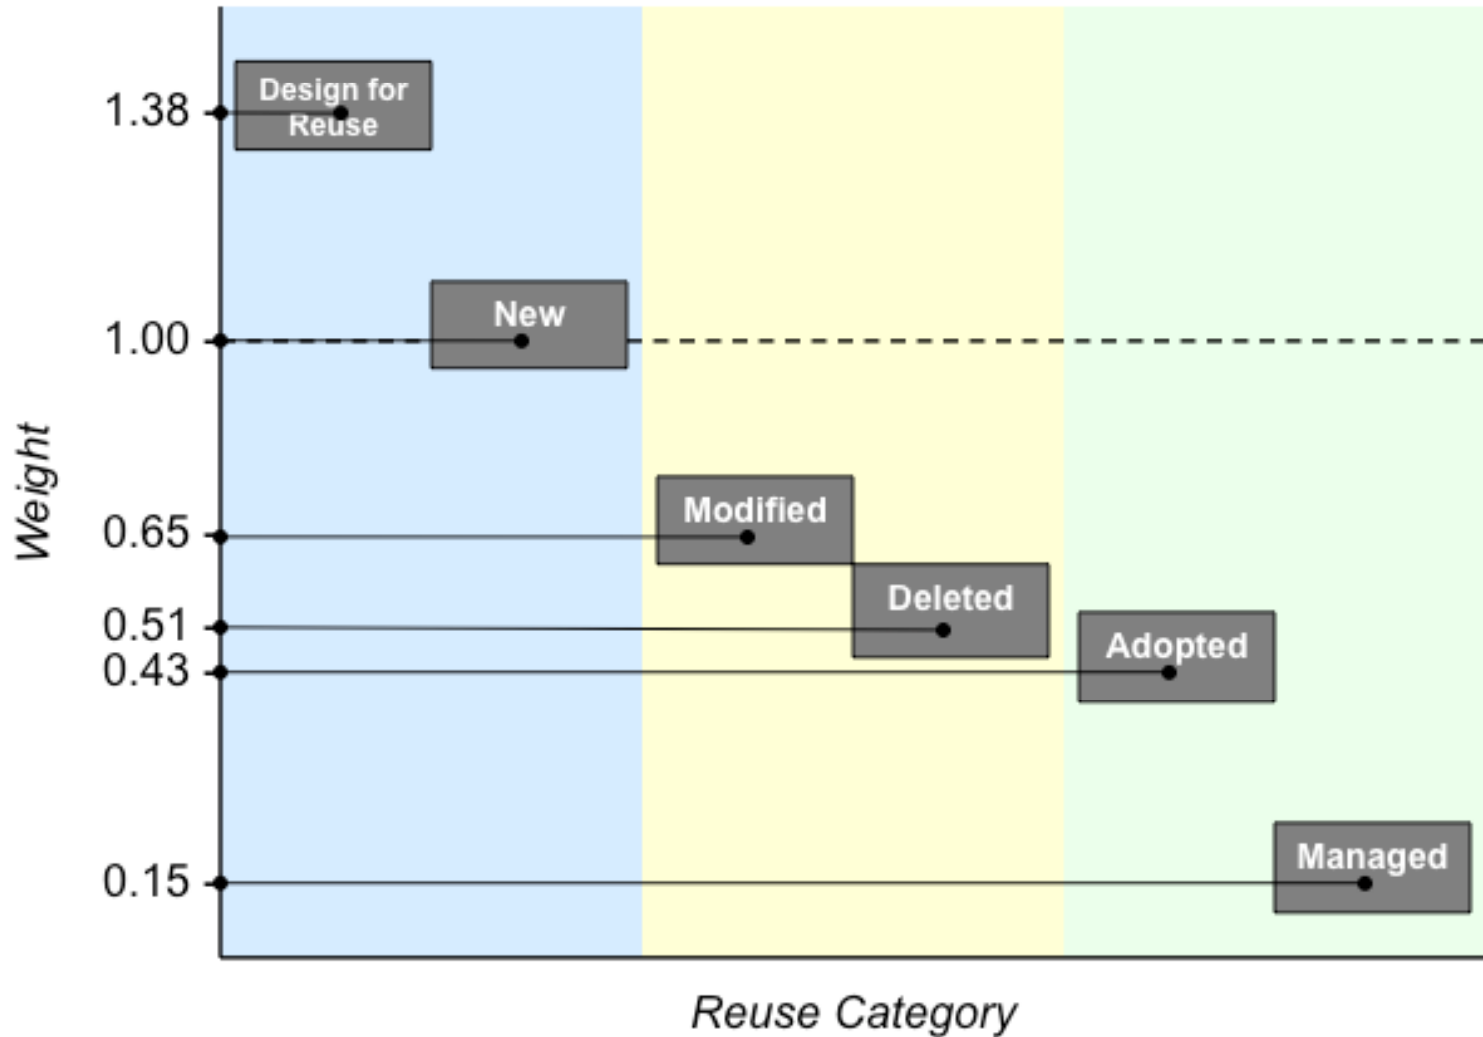 1.38
Design for
Reuse
1.00
New
Weight
0.65
Modified
0.51
Deleted
0.43
Adopted
0.15
Managed
Reuse Category